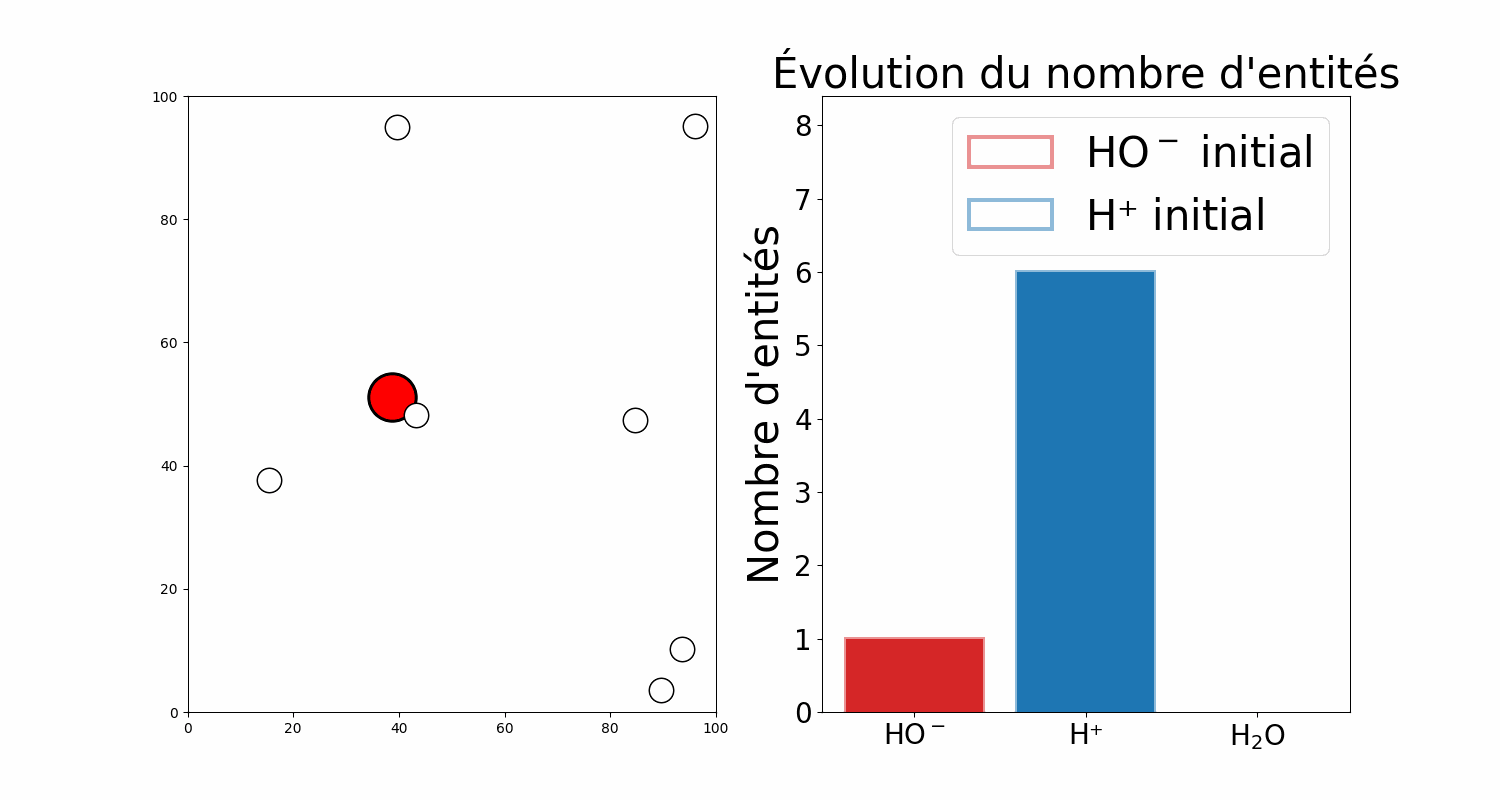 Évolution du nombre d'entités
100
80
60
40
20
0
0 20 40 60 80 100
Nombre d'entités
8
7
6
5
4
3
2
1
0
HO⁻ initial
H⁺ initial
HO⁻ H⁺ H₂O